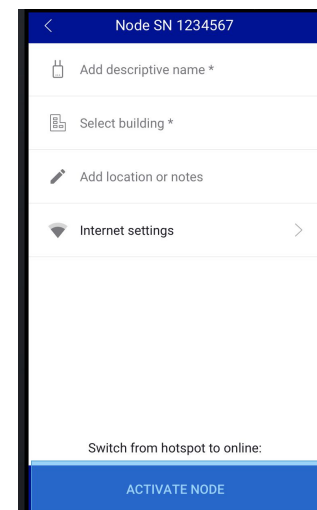 Node SN 1234567
Add descriptive name *
Select building *
Add location or notes
Internet settings
Switch from hotspot to online:
ACTIVATE NODE